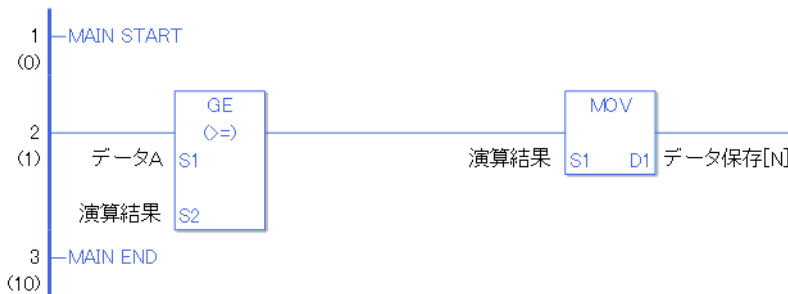 1 MAIN START
(0)
GE MOV
2 (>=)
(1) データA S1 演算結果 S1 D1 データ保存[N]
演算結果 S2
3 MAIN END
(10)